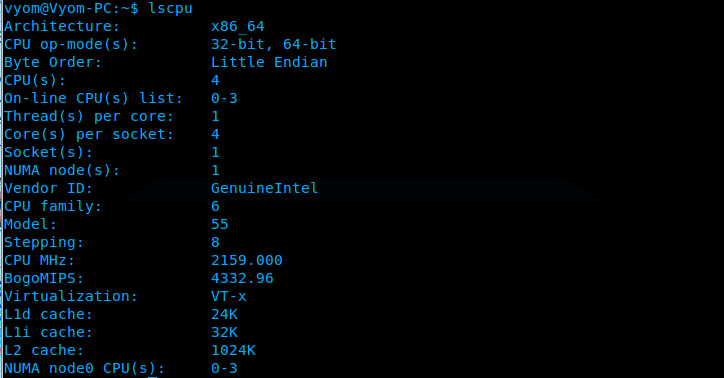 vyom@Vyom-PC:~$ lscpu
Architecture:          x86_64
CPU op-mode(s):        32-bit, 64-bit
Byte Order:            Little Endian
CPU(s):                4
On-line CPU(s) list:   0-3
Thread(s) per core:    1
Core(s) per socket:    4
Socket(s):             1
NUMA node(s):          1
Vendor ID:             GenuineIntel
CPU family:            6
Model:                 55
Stepping:              8
CPU MHz:               2159.000
BogoMIPS:              4332.96
Virtualization:        VT-x
L1d cache:             24K
L1i cache:             32K
L2 cache:              1024K
NUMA node0 CPU(s):     0-3